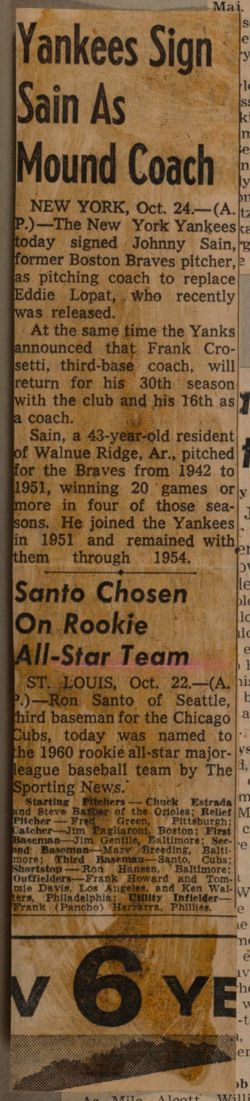 Mai.
Yankees Sign
Sain As
Mound Coach
NEW YORK, Oct. 24.—(A.
P.)—The New York Yankees
today signed Johnny Sain,
former Boston Braves pitcher,
as pitching coach to replace
Eddie Lopat, who recently
was released.
At the same time the Yanks
announced that Frank Cro-
setti, third-base coach, will
return for his 30th season
with the club and his 16th as
a coach.
Sain, a 43-year-old resident
of Walnue Ridge, Ar., pitched
for the Braves from 1942 to
1951, winning 20 games or
more in four of those sea-
sons. He joined the Yankees
in 1951 and remained with
them through 1954.
Santo Chosen
On Rookie
All-Star Team
ST. LOUIS, Oct. 22.—(A.
P.)—Ron Santo of Seattle,
third baseman for the Chicago
Cubs, today was named to
the 1960 rookie all-star major-
league baseball team by The
Sporting News.
Starting Pitchers — Chuck Estrada
and Steve Barber of the Orioles; Relief
Pitcher — Fred Green, Pittsburgh;
Catcher—Jim Pagliaroni, Boston; First
Baseman—Jim Gentile, Baltimore; Sec-
ond Baseman—Marv Breeding, Balti-
more; Third Baseman—Santo, Cubs;
Shortstop — Ron Hansen, Baltimore;
Outfielders—Frank Howard and Tom-
mie Davis, Los Angeles, and Ken Wal-
ters, Philadelphia; Utility Infielder—
Frank (Pancho) Herrarra, Phillies.
V 6 YE
As Milo Alcott, Willi